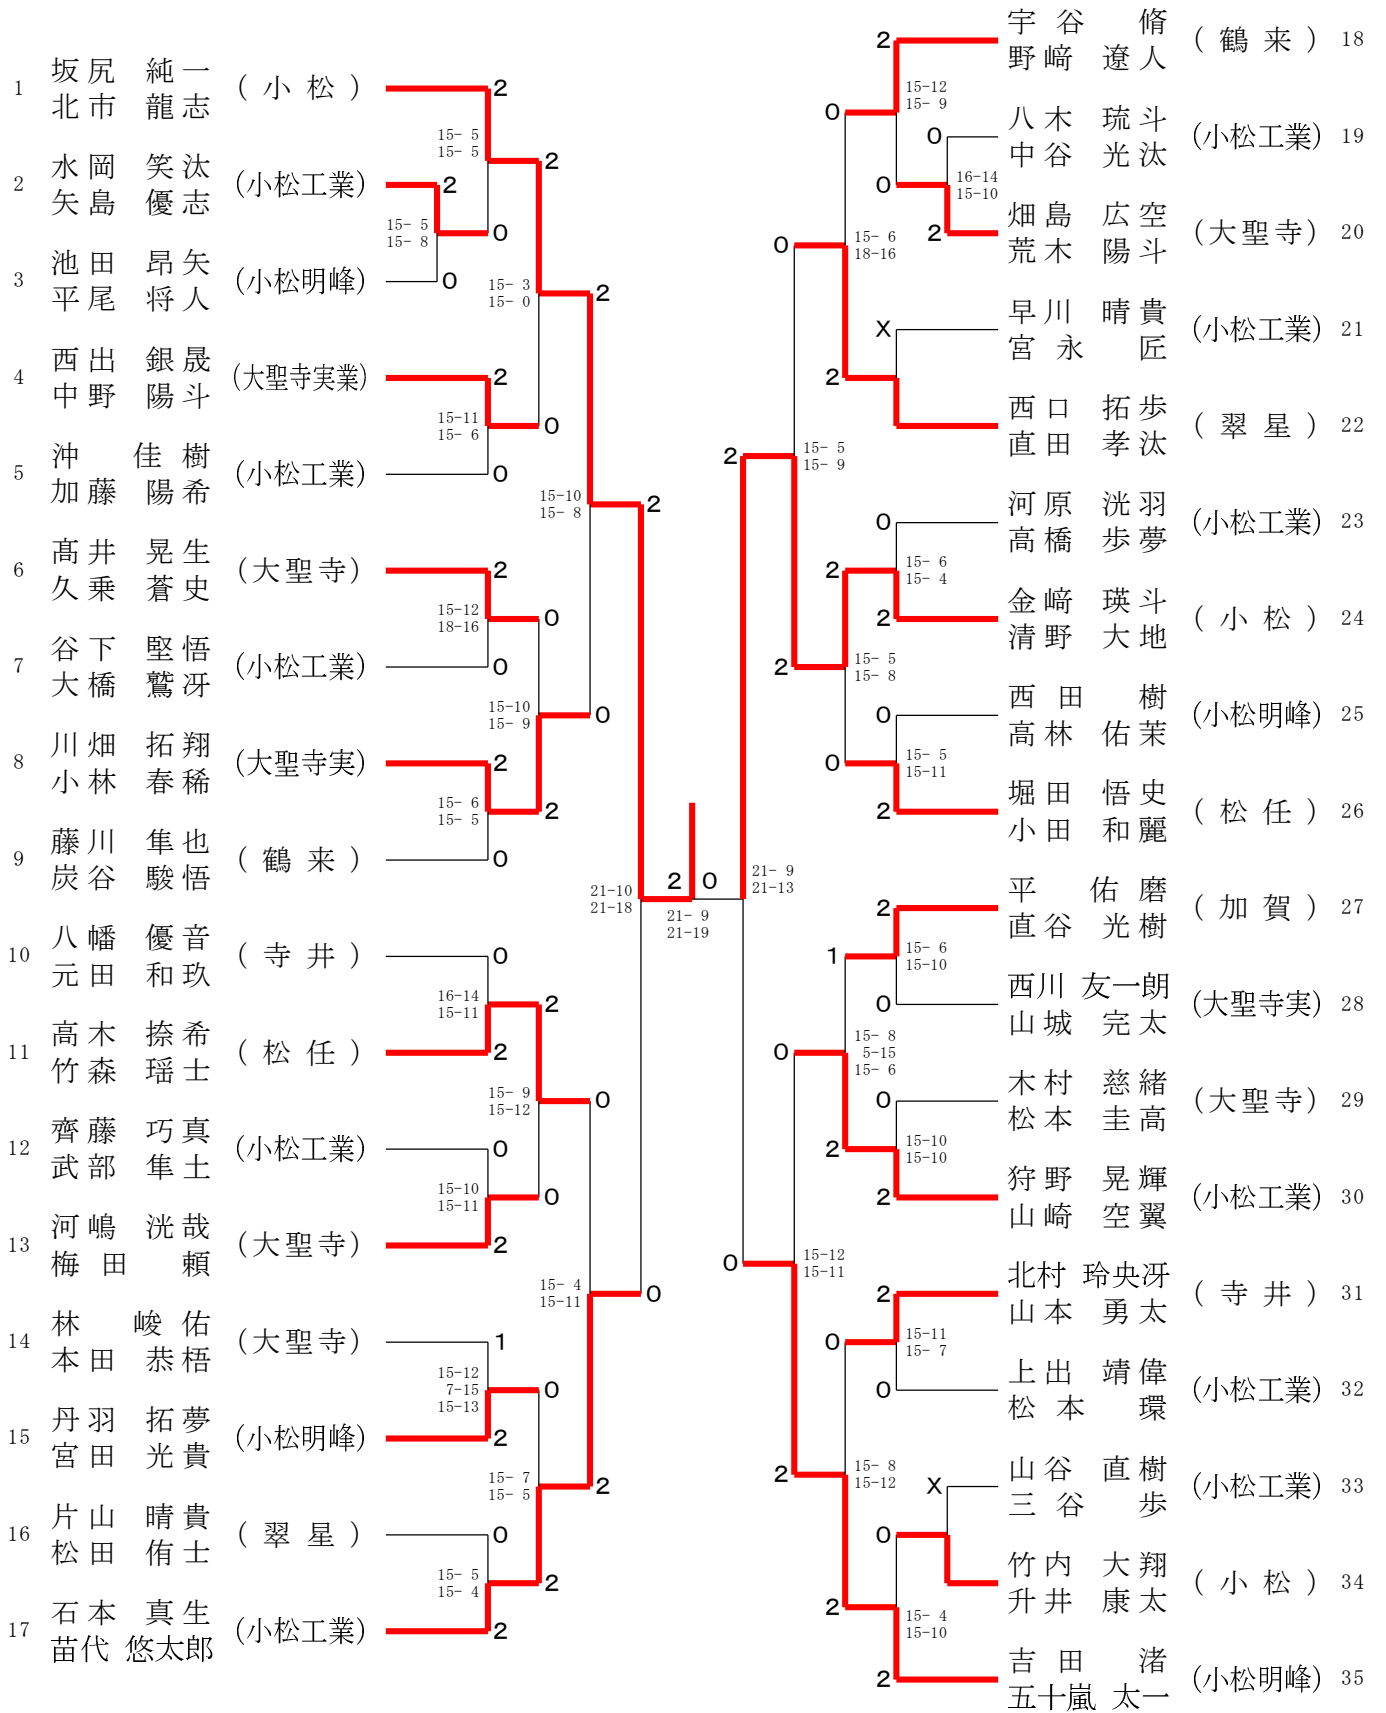 1 坂尻 純一 北市 龍志 (小松) 2
2 水岡 笑汰 矢島 優志 (小松工業) 2
3 池田 昂矢 平尾 将人 (小松明峰) 0
15- 5 15- 8
0
15- 5 15- 5
2
4 西出 銀晟 中野 陽斗 (大聖寺実業) 2
5 沖 佳樹 加藤 陽希 (小松工業) 0
15-11 15- 6
0
15- 3 15- 0
2
6 髙井 晃生 久乗 蒼史 (大聖寺) 2
7 谷下 堅悟 大橋 鷲冴 (小松工業) 0
15-12 18-16
0
8 川畑 拓翔 小林 春稀 (大聖寺実) 2
9 藤川 隼也 炭谷 駿悟 (鶴来) 0
15- 6 15- 5
2
15-10 15- 9
0
15-10 15- 8
2
10 八幡 優音 元田 和玖 (寺井) 0
11 高木 捺希 竹森 瑶士 (松任) 2
16-14 15-11
2
12 齊藤 巧真 武部 隼土 (小松工業) 0
13 河嶋 洸哉 梅田 頼 (大聖寺) 2
15-10 15-11
0
15- 9 15-12
0
14 林 峻佑 本田 恭梧 (大聖寺) 1
15 丹羽 拓夢 宮田 光貴 (小松明峰) 2
15-12 7-15 15-13
0
16 片山 晴貴 松田 侑士 (翠星) 0
17 石本 真生 苗代 悠太郎 (小松工業) 2
15- 5 15- 4
2
15- 7 15- 5
2
15- 4 15-11
0
21-10 21-18
2 0
21- 9 21-19
2 宇谷 脩 野﨑 遼人 (鶴来) 18
0 八木 琉斗 中谷 光汰 (小松工業) 19
2 畑島 広空 荒木 陽斗 (大聖寺) 20
16-14 15-10
0
15-12 15- 9
0
X 早川 晴貴 宮永 匠 (小松工業) 21
西口 拓歩 直田 孝汰 (翠星) 22
2
15- 6 18-16
0
0 河原 洸羽 高橋 歩夢 (小松工業) 23
2 金﨑 瑛斗 清野 大地 (小松) 24
15- 6 15- 4
2
0 西田 樹 高林 佑茉 (小松明峰) 25
2 堀田 悟史 小田 和麗 (松任) 26
15- 5 15-11
0
15- 5 15- 8
2
15- 5 15- 9
2
2 平 佑磨 直谷 光樹 (加賀) 27
0 西川 友一朗 山城 完太 (大聖寺実) 28
15- 6 15-10
1
0 木村 慈緒 松本 圭高 (大聖寺) 29
2 狩野 晃輝 山崎 空翼 (小松工業) 30
15-10 15-10
2
15- 8 5-15 15- 6
0
2 北村 玲央冴 山本 勇太 (寺井) 31
0 上出 靖偉 松本 環 (小松工業) 32
15-11 15- 7
0
X 山谷 直樹 三谷 歩 (小松工業) 33
竹内 大翔 升井 康太 (小松) 34
0
2 吉田 渚 五十嵐 太一 (小松明峰) 35
15- 4 15-10
2
15- 8 15-12
2
15-12 15-11
0
21- 9 21-13